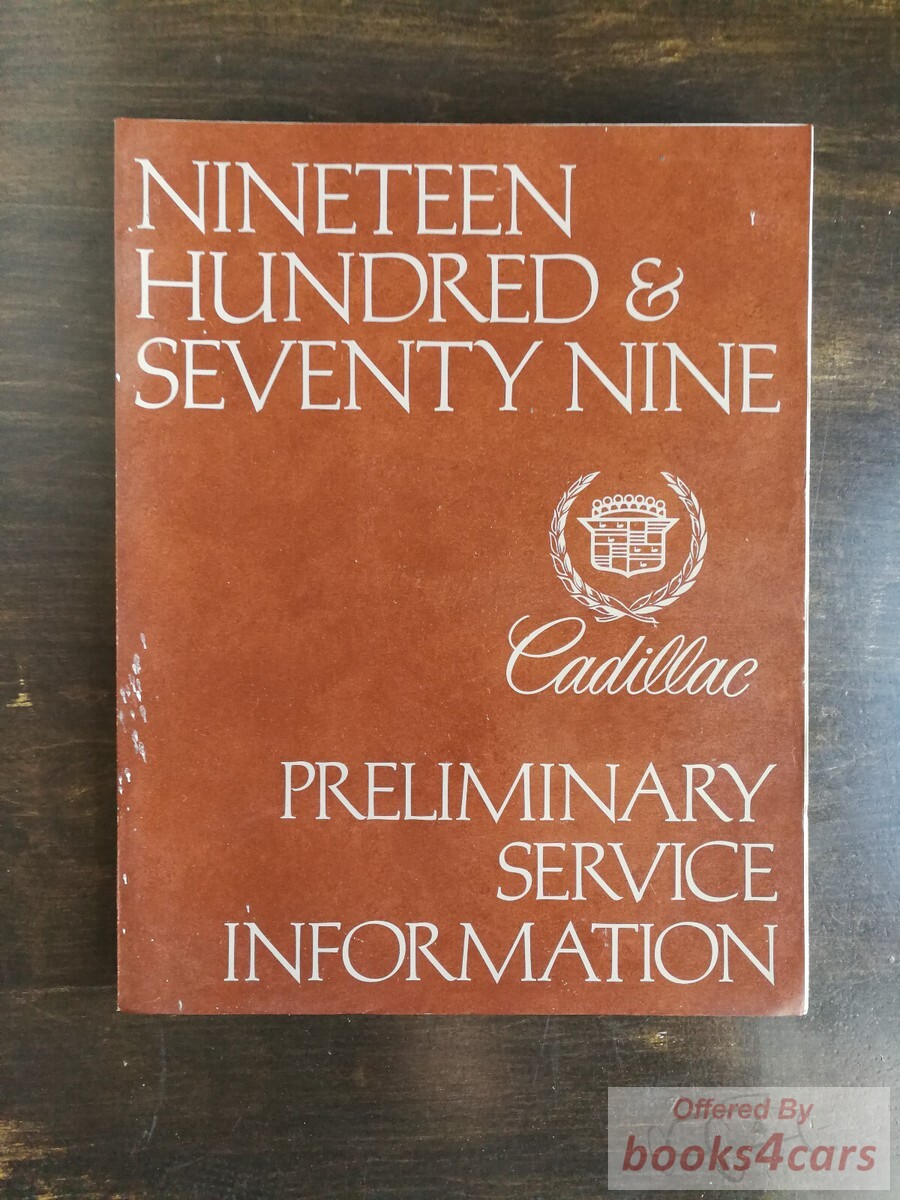 NINETEEN
HUNDRED &
SEVENTY NINE
Cadillac
PRELIMINARY
SERVICE
INFORMATION
Offered By
books4cars